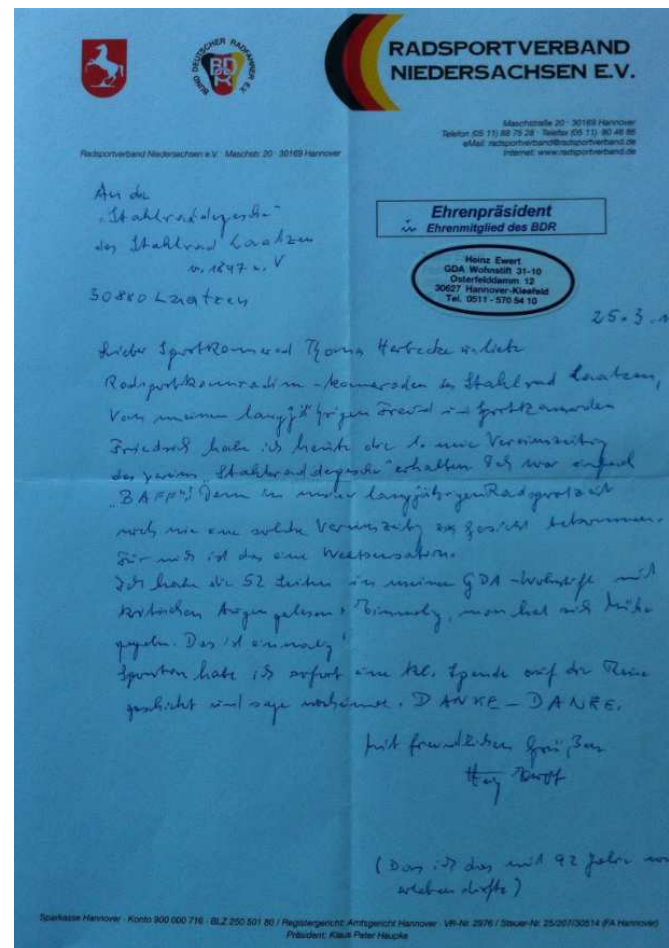 BUND DEUTSCHER RADFAHRER E.V.
BDR
RADSPORTVERBAND
NIEDERSACHSEN E.V.
Maschstraße 20 · 30169 Hannover
Telefon (05 11) 88 75 28 · Telefax (05 11) 80 46 86
eMail: radsportverband@radsportverband.de
Internet: www.radsportverband.de
Radsportverband Niedersachsen e.V. · Maschstr. 20 · 30169 Hannover
An die
"Stahlraddepesche"
des Stahlrad Laatzen
v. 1897 e. V
30880 Laatzen
Ehrenpräsident
Ehrenmitglied des BDR
Heinz Ewert
GDA Wohnstift 31-10
Osterfelddamm 12
30627 Hannover-Kleefeld
Tel. 0511 - 570 54 10
25.3.1
Lieber Sportkamerad Thomas Harbecke liebe
Radsportkameradinn -kameraden des Stahlrad Laatzen,
Von meinem langjährigen Freund Sportkameraden
Friedrich habe ich heute die neue Vereinszeitung
des Vereins "Stahlraddepesche" erhalten. Ich war einfach
"BAFF"! Denn in meiner langjährigen Radsportzeit
noch nie eine solche Vereinszeitung zu Gesicht bekommen.
Für mich ist das eine Weltsensation.
Ich habe die 52 Seiten in meinem GDA-Wohnstift mit
kritischen Augen gelesen, man hat sich Mühe
gegeben. Das ist einmalig!
Spontan habe ich sofort eine kl. Spende auf die Reise
geschickt und sage nochmals. DANKE – DANKE.
Mit freundlichen Grüßen
(Das ich das mit 92 Jahre
erleben dürfte)
Sparkasse Hannover · Konto 900 000 716 · BLZ 250 501 80 / Registergericht: Amtsgericht Hannover · VR-Nr. 2976 / Steuer-Nr. 25/207/30514 (FA Hannover)
Präsident: Klaus Peter Haupke